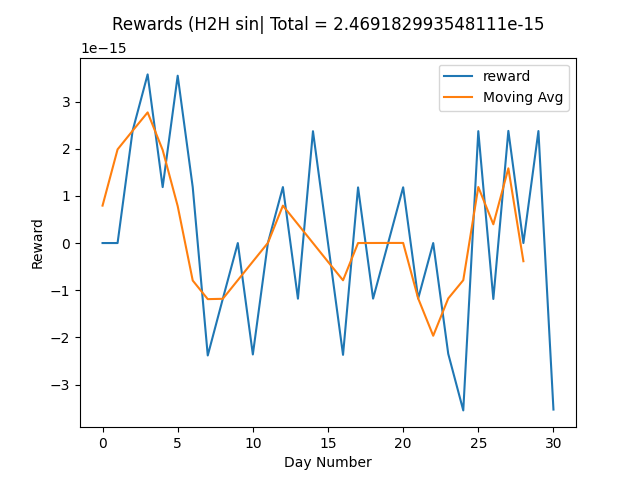 Rewards (H2H sin| Total = 2.469182993548111e-15
1e−15
reward
Moving Avg
3
2
1
0
−1
−2
−3
Reward
0 5 10 15 20 25 30
Day Number